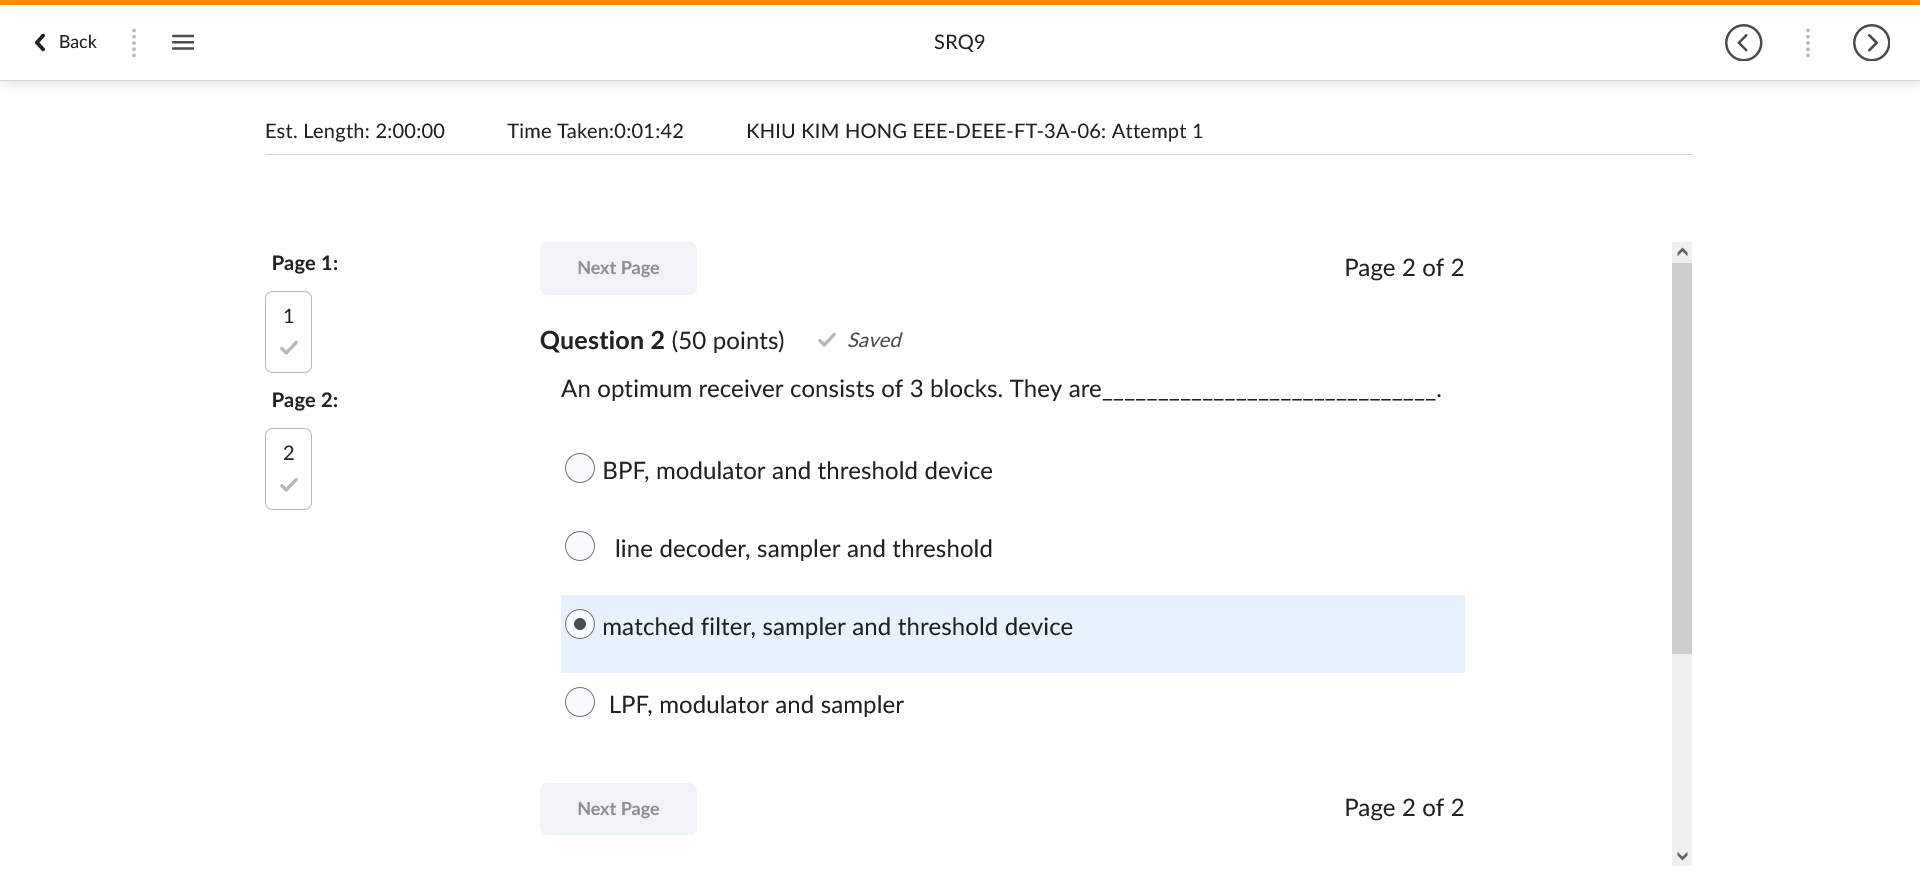 Back
SRQ9
Est. Length: 2:00:00 Time Taken:0:01:42 KHIU KIM HONG EEE-DEEE-FT-3A-06: Attempt 1
Page 1:
1
Page 2:
2
Next Page
Page 2 of 2
Question 2 (50 points) Saved
An optimum receiver consists of 3 blocks. They are______________________________.
BPF, modulator and threshold device
line decoder, sampler and threshold
matched filter, sampler and threshold device
LPF, modulator and sampler
Next Page
Page 2 of 2